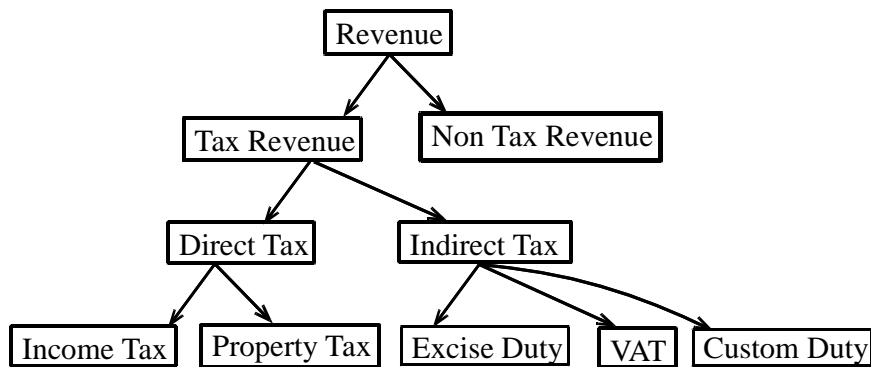 Revenue
Tax Revenue
Non Tax Revenue
Direct Tax
Indirect Tax
Income Tax
Property Tax
Excise Duty
VAT
Custom Duty